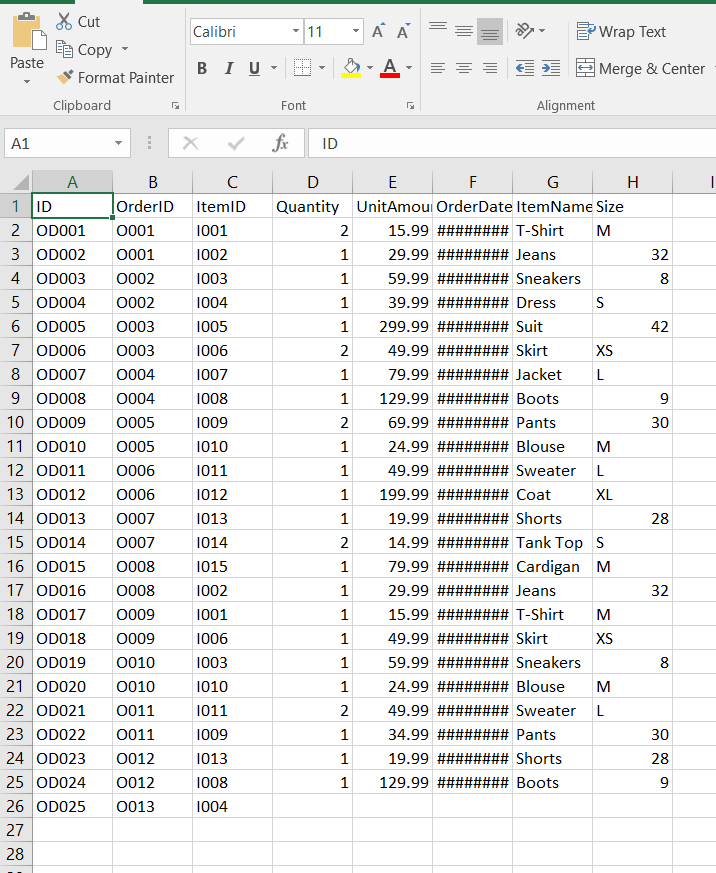 Cut
Calibri 11 A A Wrap Text
Copy
Paste B I U A Merge & Center
Format Painter
Clipboard Font Alignment
A1 fx ID
A B C D E F G H I
1 ID OrderID ItemID Quantity UnitAmou OrderDate ItemName Size
2 OD001 O001 I001 2 15.99 ######## T-Shirt M
3 OD002 O001 I002 1 29.99 ######## Jeans 32
4 OD003 O002 I003 1 59.99 ######## Sneakers 8
5 OD004 O002 I004 1 39.99 ######## Dress S
6 OD005 O003 I005 1 299.99 ######## Suit 42
7 OD006 O003 I006 2 49.99 ######## Skirt XS
8 OD007 O004 I007 1 79.99 ######## Jacket L
9 OD008 O004 I008 1 129.99 ######## Boots 9
10 OD009 O005 I009 2 69.99 ######## Pants 30
11 OD010 O005 I010 1 24.99 ######## Blouse M
12 OD011 O006 I011 1 49.99 ######## Sweater L
13 OD012 O006 I012 1 199.99 ######## Coat XL
14 OD013 O007 I013 1 19.99 ######## Shorts 28
15 OD014 O007 I014 2 14.99 ######## Tank Top S
16 OD015 O008 I015 1 79.99 ######## Cardigan M
17 OD016 O008 I002 1 29.99 ######## Jeans 32
18 OD017 O009 I001 1 15.99 ######## T-Shirt M
19 OD018 O009 I006 1 49.99 ######## Skirt XS
20 OD019 O010 I003 1 59.99 ######## Sneakers 8
21 OD020 O010 I010 1 24.99 ######## Blouse M
22 OD021 O011 I011 2 49.99 ######## Sweater L
23 OD022 O011 I009 1 34.99 ######## Pants 30
24 OD023 O012 I013 1 19.99 ######## Shorts 28
25 OD024 O012 I008 1 129.99 ######## Boots 9
26 OD025 O013 I004
27
28